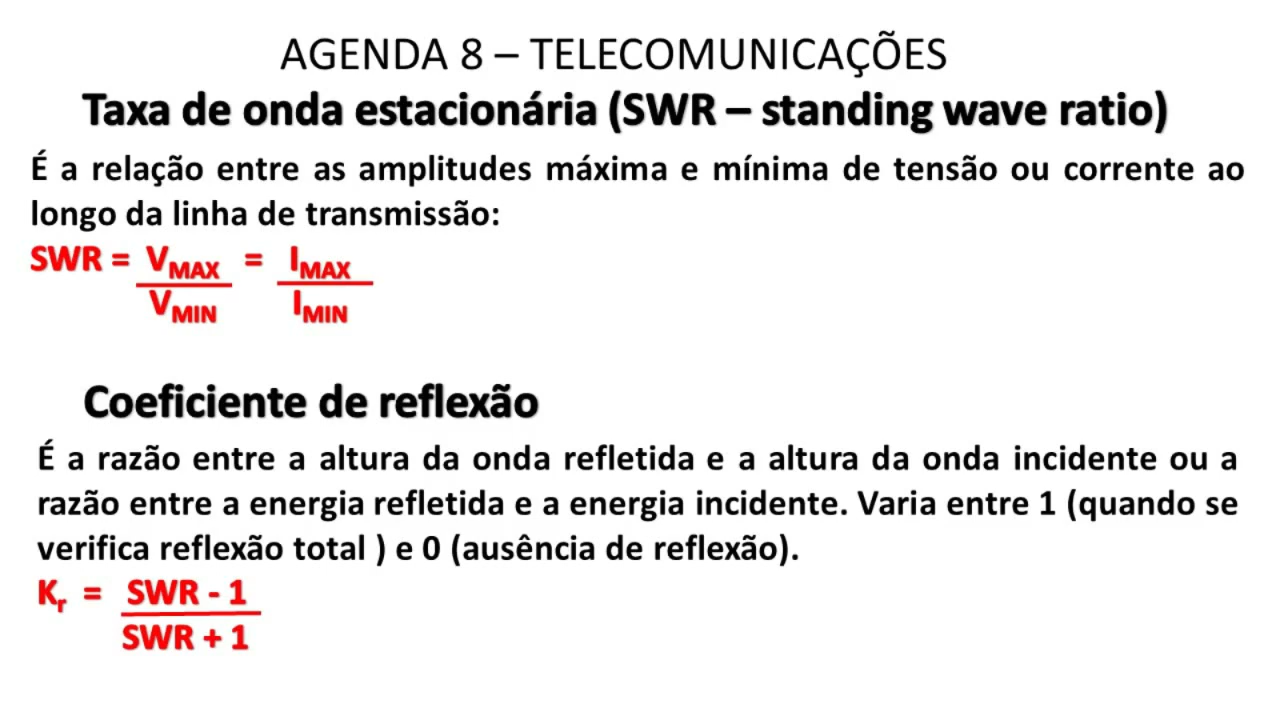 AGENDA 8 – TELECOMUNICAÇÕES
Taxa de onda estacionária (SWR – standing wave ratio)
É a relação entre as amplitudes máxima e mínima de tensão ou corrente ao
longo da linha de transmissão:
SWR = VMAX = IMAX
VMIN IMIN
Coeficiente de reflexão
É a razão entre a altura da onda refletida e a altura da onda incidente ou a
razão entre a energia refletida e a energia incidente. Varia entre 1 (quando se
verifica reflexão total ) e 0 (ausência de reflexão).
Kr = SWR - 1
SWR + 1